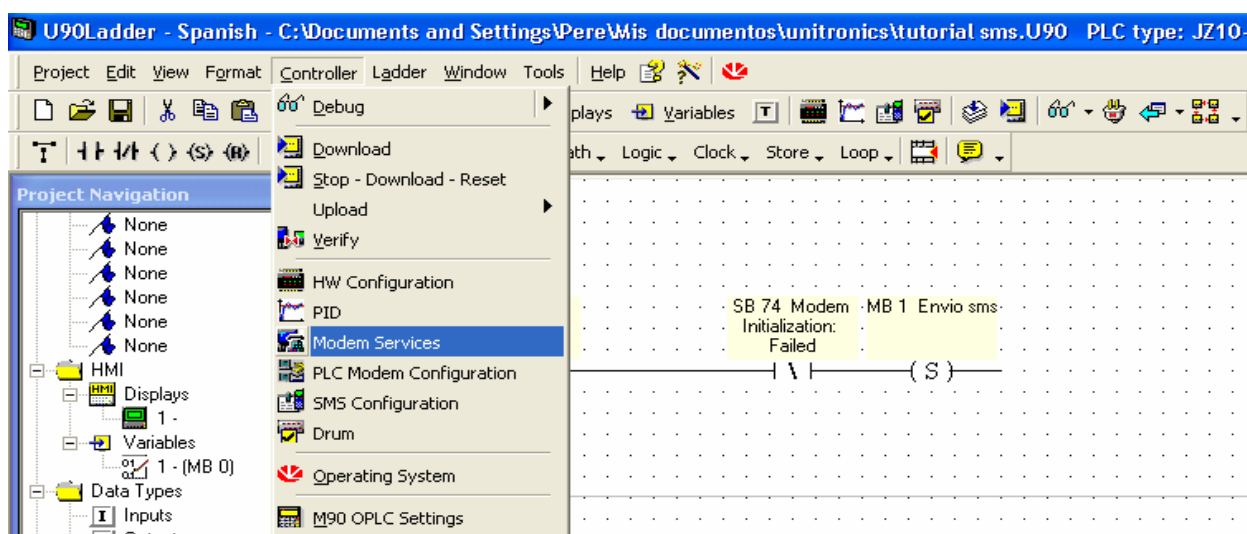 U90Ladder - Spanish - C:\Documents and Settings\Pere\Mis documentos\unitronics\tutorial sms.U90 PLC type: JZ10-
Project Edit View Format Controller Ladder Window Tools Help
plays Variables
ath Logic Clock Store Loop
Debug
Download
Stop - Download - Reset
Upload
Verify
HW Configuration
PID
Modem Services
PLC Modem Configuration
SMS Configuration
Drum
Operating System
M90 OPLC Settings
Project Navigation
None
None
None
None
None
None
HMI
Displays
1 -
Variables
1 - (MB 0)
Data Types
Inputs
SB 74 Modem
Initialization:
Failed
MB 1 Envio sms
S